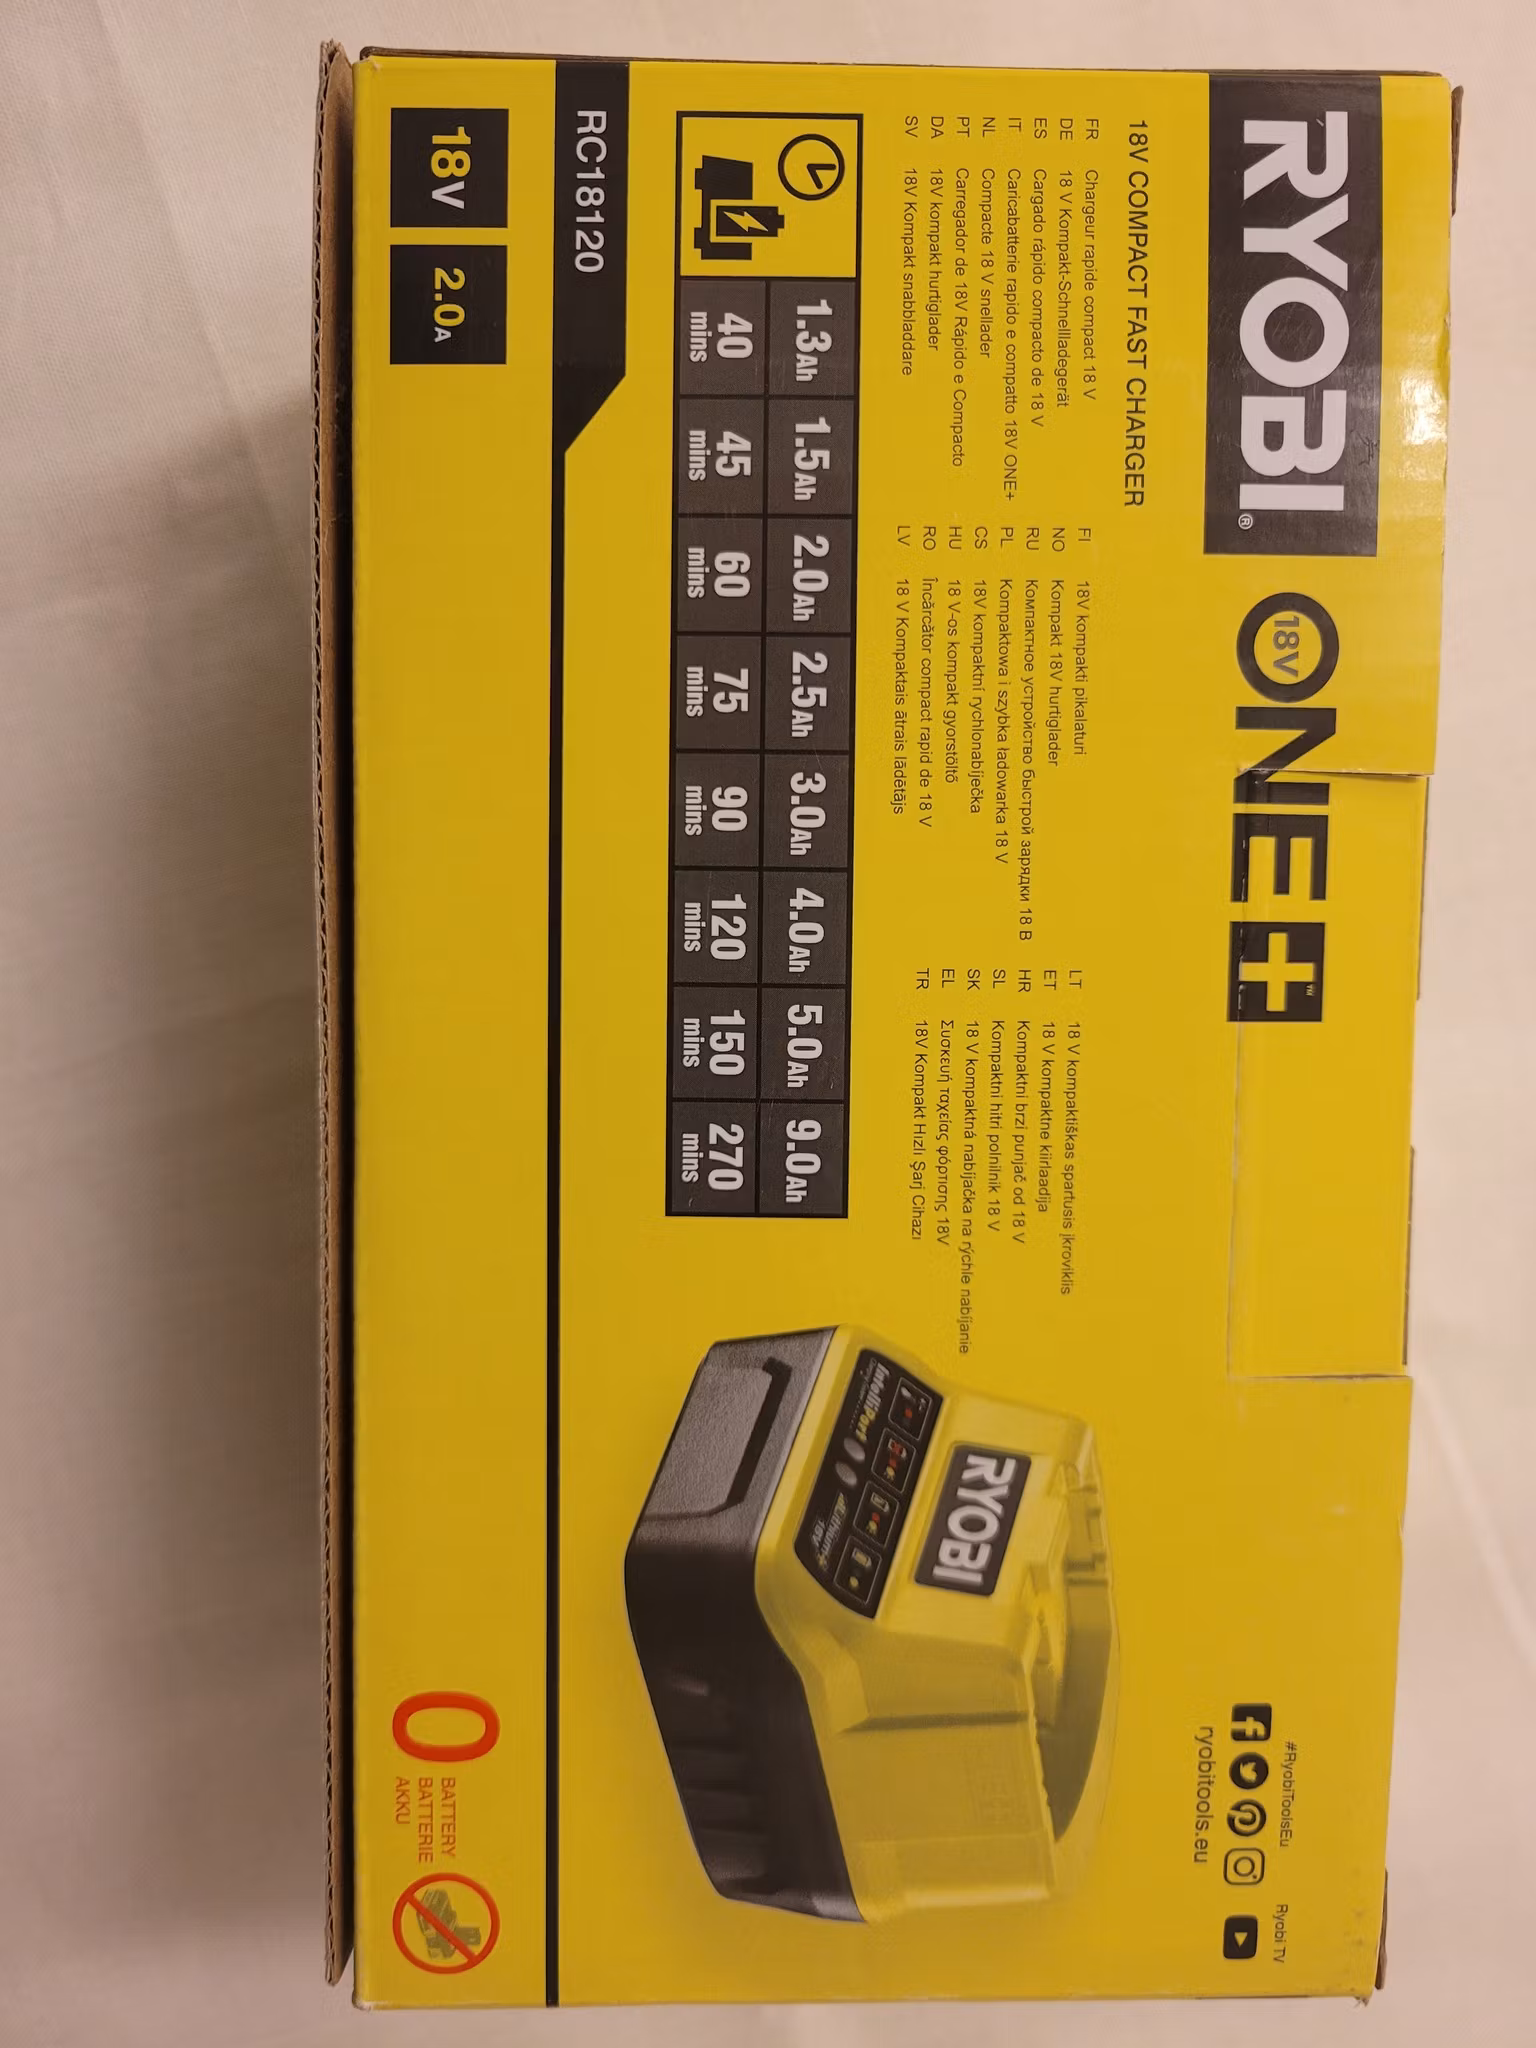 RYOBI®
18V ONE+™
#RyobiToolsEu
Ryobi TV
ryobitools.eu
18V COMPACT FAST CHARGER
FR Chargeur rapide compact 18 V
DE 18 V Kompakt-Schnellladegerät
ES Cargado rápido compacto de 18 V
IT Caricabatterie rapido e compatto 18V ONE+
NL Compacte 18 V snellader
PT Carregador de 18V Rápido e Compacto
DA 18V kompakt hurtiglader
SV 18V Kompakt snabbladdare
FI 18V kompakti pikalaturi
NO Kompakt 18V hurtiglader
RU Компактное устройство быстрой зарядки 18 В
PL Kompaktowa i szybka ładowarka 18 V
CS 18V kompaktní rychlonabíječka
HU 18 V-os kompakt gyorstöltő
RO Încărcător compact rapid de 18 V
LV 18 V Kompaktais ātrais lādētājs
LT 18 V kompaktiškas spartusis įkroviklis
ET 18 V kompaktne kiirlaadija
HR Kompaktni brzi punjač od 18 V
SL Kompaktni hitri polnilnik 18 V
SK 18 V kompaktná nabíjačka na rýchle nabíjanie
EL Συσκευή ταχείας φόρτισης 18V
TR 18V Kompakt Hızlı Şarj Cihazı
1.3Ah 1.5Ah 2.0Ah 2.5Ah 3.0Ah 4.0Ah 5.0Ah 9.0Ah
40 mins 45 mins 60 mins 75 mins 90 mins 120 mins 150 mins 270 mins
RYOBI
IntelliPort
Lithium+
18V
RC18120
18V 2.0A
0 BATTERY
BATTERIE
AKKU